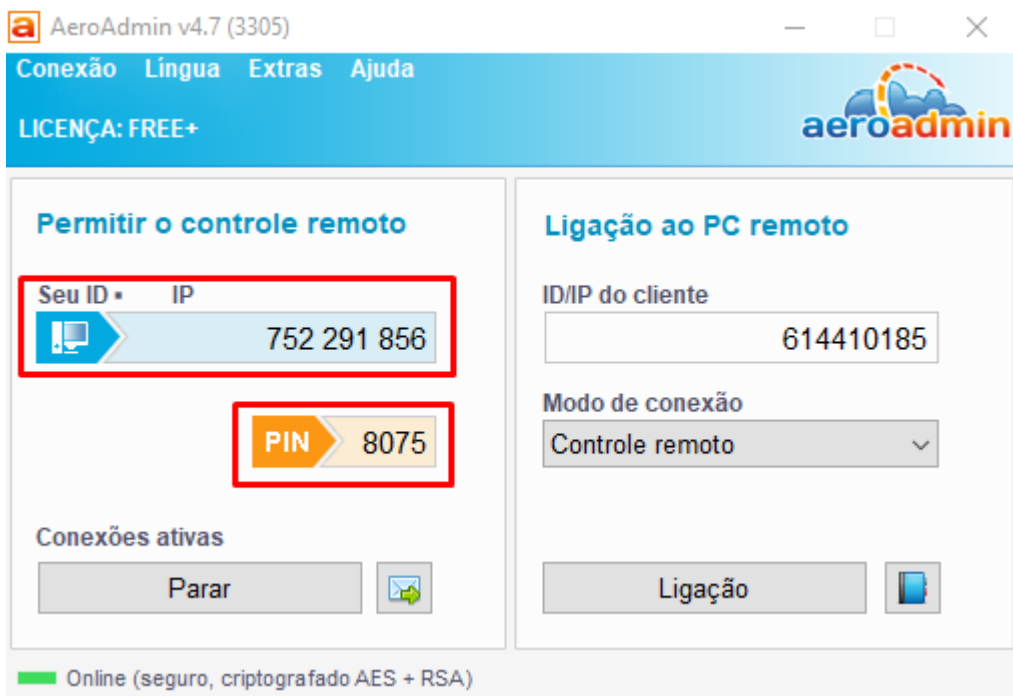 a AeroAdmin v4.7 (3305)
Conexão Língua Extras Ajuda
LICENÇA: FREE+
aeroadmin
Permitir o controle remoto
Seu ID ▪ IP
752 291 856
PIN 8075
Conexões ativas
Parar
Ligação ao PC remoto
ID/IP do cliente
614410185
Modo de conexão
Controle remoto
Ligação
Online (seguro, criptografado AES + RSA)